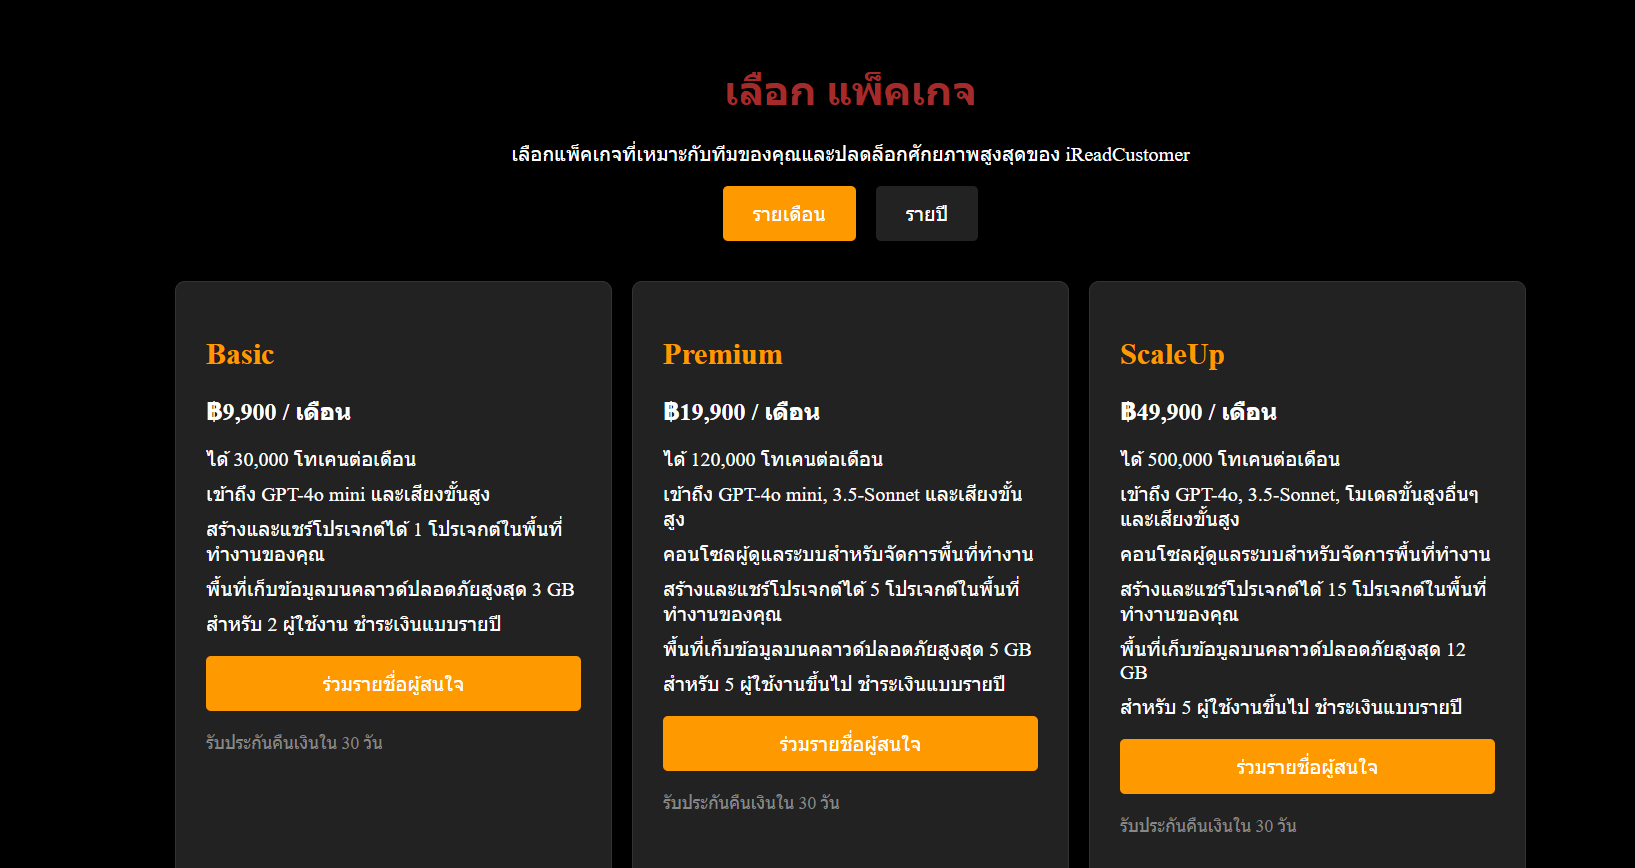 เลือก แพ็คเกจ
เลือกแพ็คเกจที่เหมาะกับทีมของคุณและปลดล็อกศักยภาพสูงสุดของ iReadCustomer
รายเดือน
รายปี
Basic
฿9,900 / เดือน
ได้ 30,000 โทเคนต่อเดือน
เข้าถึง GPT-4o mini และเสียงขั้นสูง
สร้างและแชร์โปรเจกต์ได้ 1 โปรเจกต์ในพื้นที่
ทำงานของคุณ
พื้นที่เก็บข้อมูลบนคลาวด์ปลอดภัยสูงสุด 3 GB
สำหรับ 2 ผู้ใช้งาน ชำระเงินแบบรายปี
ร่วมรายชื่อผู้สนใจ
รับประกันคืนเงินใน 30 วัน
Premium
฿19,900 / เดือน
ได้ 120,000 โทเคนต่อเดือน
เข้าถึง GPT-4o mini, 3.5-Sonnet และเสียงขั้น
สูง
คอนโซลผู้ดูแลระบบสำหรับจัดการพื้นที่ทำงาน
สร้างและแชร์โปรเจกต์ได้ 5 โปรเจกต์ในพื้นที่
ทำงานของคุณ
พื้นที่เก็บข้อมูลบนคลาวด์ปลอดภัยสูงสุด 5 GB
สำหรับ 5 ผู้ใช้งานขึ้นไป ชำระเงินแบบรายปี
ร่วมรายชื่อผู้สนใจ
รับประกันคืนเงินใน 30 วัน
ScaleUp
฿49,900 / เดือน
ได้ 500,000 โทเคนต่อเดือน
เข้าถึง GPT-4o, 3.5-Sonnet, โมเดลขั้นสูงอื่นๆ
และเสียงขั้นสูง
คอนโซลผู้ดูแลระบบสำหรับจัดการพื้นที่ทำงาน
สร้างและแชร์โปรเจกต์ได้ 15 โปรเจกต์ในพื้นที่
ทำงานของคุณ
พื้นที่เก็บข้อมูลบนคลาวด์ปลอดภัยสูงสุด 12
GB
สำหรับ 5 ผู้ใช้งานขึ้นไป ชำระเงินแบบรายปี
ร่วมรายชื่อผู้สนใจ
รับประกันคืนเงินใน 30 วัน